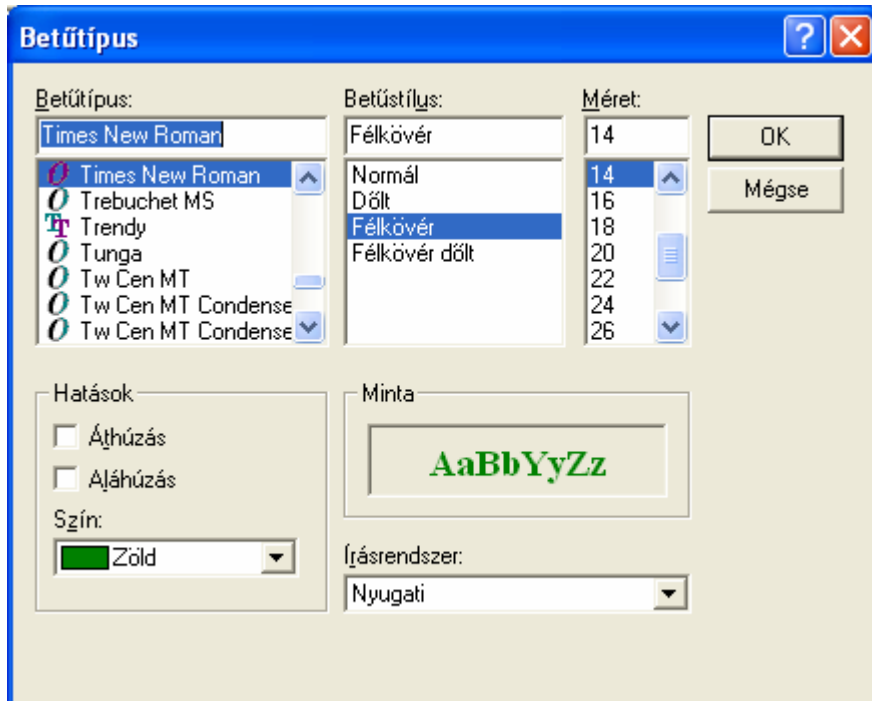 Betűtípus
Betűtípus:
Times New Roman
Times New Roman
Trebuchet MS
Trendy
Tunga
Tw Cen MT
Tw Cen MT Condense
Tw Cen MT Condense
Betűstílus:
Félkövér
Normál
Dőlt
Félkövér
Félkövér dőlt
Méret:
14
14
16
18
20
22
24
26
OK
Mégse
Hatások
Áthúzás
Aláhúzás
Szín:
Zöld
Minta
AaBbYyZz
Írásrendszer:
Nyugati